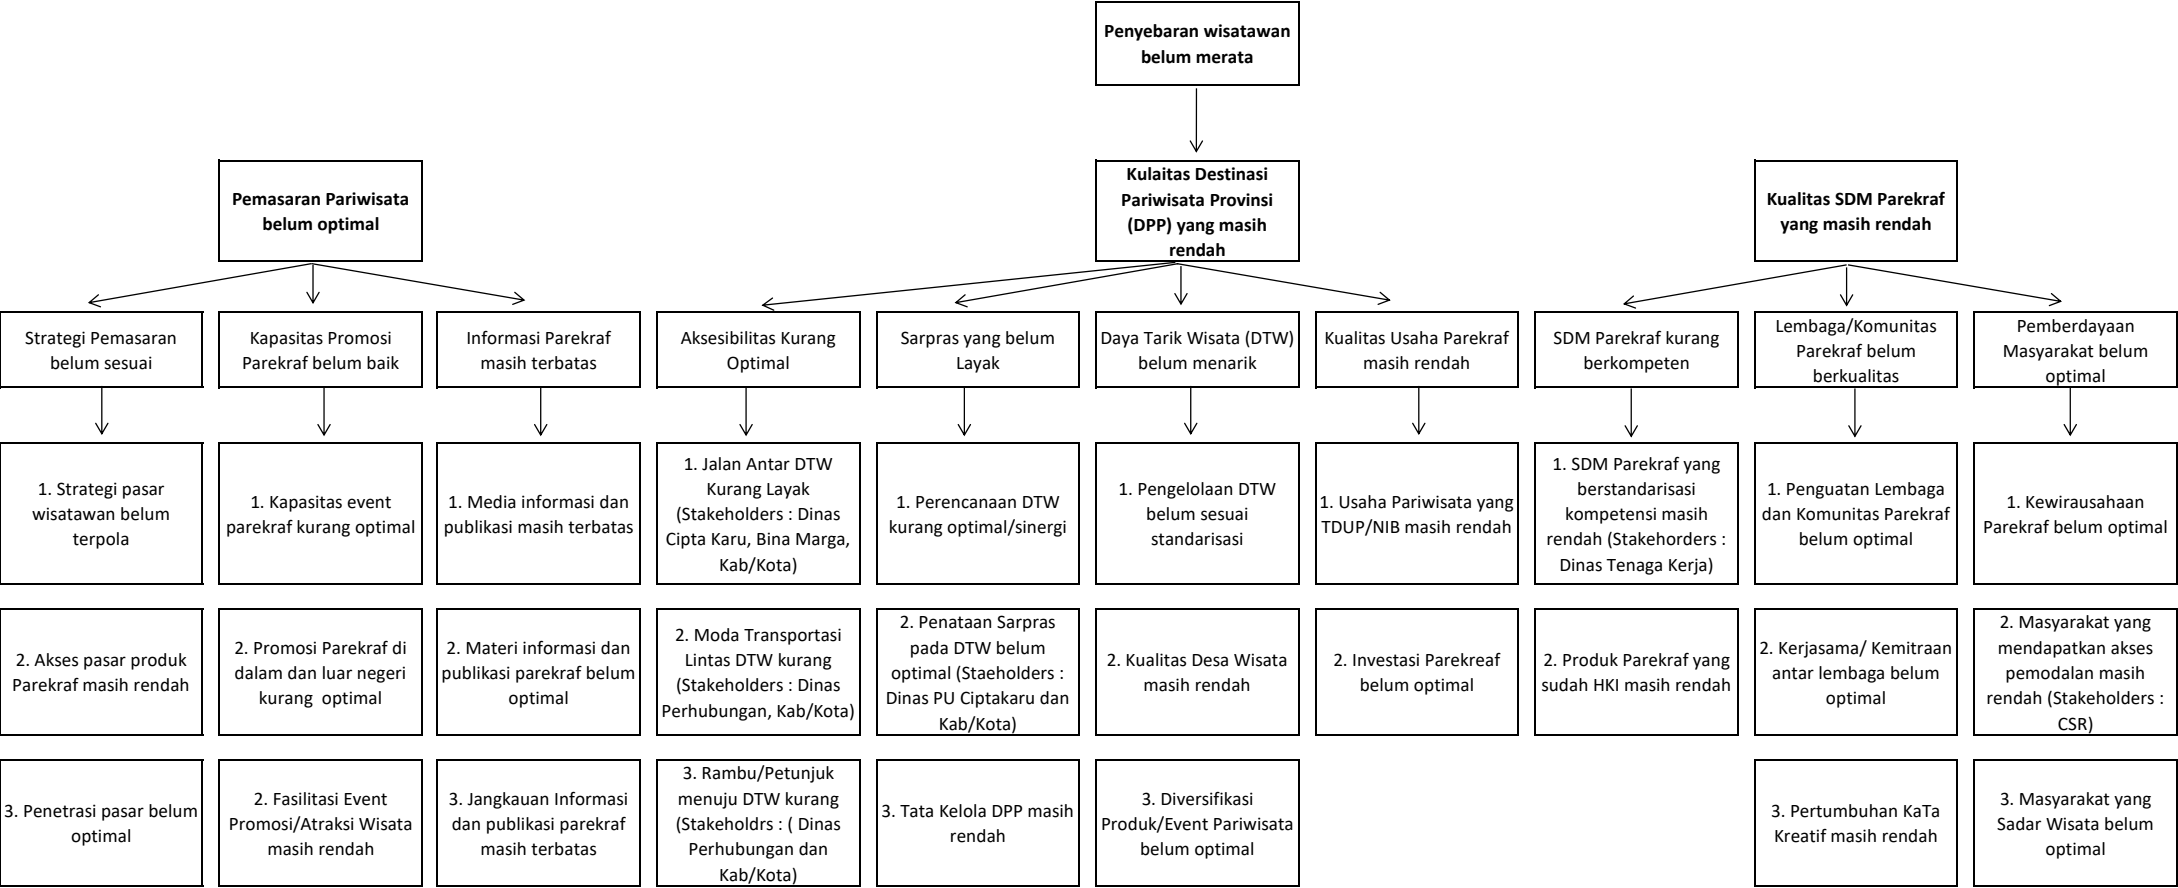 Penyebaran wisatawan
belum merata
Pemasaran Pariwisata
belum optimal
Kulaitas Destinasi
Pariwisata Provinsi
(DPP) yang masih
rendah
Kualitas SDM Parekraf
yang masih rendah
Strategi Pemasaran
belum sesuai
Kapasitas Promosi
Parekraf belum baik
Informasi Parekraf
masih terbatas
Aksesibilitas Kurang
Optimal
Sarpras yang belum
Layak
Daya Tarik Wisata (DTW)
belum menarik
Kualitas Usaha Parekraf
masih rendah
SDM Parekraf kurang
berkompeten
Lembaga/Komunitas
Parekraf belum
berkualitas
Pemberdayaan
Masyarakat belum
optimal
1. Strategi pasar
wisatawan belum
terpola
1. Kapasitas event
parekraf kurang optimal
1. Media informasi dan
publikasi masih terbatas
1. Jalan Antar DTW
Kurang Layak
(Stakeholders : Dinas
Cipta Karu, Bina Marga,
Kab/Kota)
1. Perencanaan DTW
kurang optimal/sinergi
1. Pengelolaan DTW
belum sesuai
standarisasi
1. Usaha Pariwisata yang
TDUP/NIB masih rendah
1. SDM Parekraf yang
berstandarisasi
kompetensi masih
rendah (Stakehorders :
Dinas Tenaga Kerja)
1. Penguatan Lembaga
dan Komunitas Parekraf
belum optimal
1. Kewirausahaan
Parekraf belum optimal
2. Akses pasar produk
Parekraf masih rendah
2. Promosi Parekraf di
dalam dan luar negeri
kurang  optimal
2. Materi informasi dan
publikasi parekraf belum
optimal
2. Moda Transportasi
Lintas DTW kurang
(Stakeholders : Dinas
Perhubungan, Kab/Kota)
2. Penataan Sarpras
pada DTW belum
optimal (Staeholders :
Dinas PU Ciptakaru dan
Kab/Kota)
2. Kualitas Desa Wisata
masih rendah
2. Investasi Parekreaf
belum optimal
2. Produk Parekraf yang
sudah HKI masih rendah
2. Kerjasama/ Kemitraan
antar lembaga belum
optimal
2. Masyarakat yang
mendapatkan akses
pemodalan masih
rendah (Stakeholders :
CSR)
3. Penetrasi pasar belum
optimal
2. Fasilitasi Event
Promosi/Atraksi Wisata
masih rendah
3. Jangkauan Informasi
dan publikasi parekraf
masih terbatas
3. Rambu/Petunjuk
menuju DTW kurang
(Stakeholdrs : ( Dinas
Perhubungan dan
Kab/Kota)
3. Tata Kelola DPP masih
rendah
3. Diversifikasi
Produk/Event Pariwisata
belum optimal
3. Pertumbuhan KaTa
Kreatif masih rendah
3. Masyarakat yang
Sadar Wisata belum
optimal